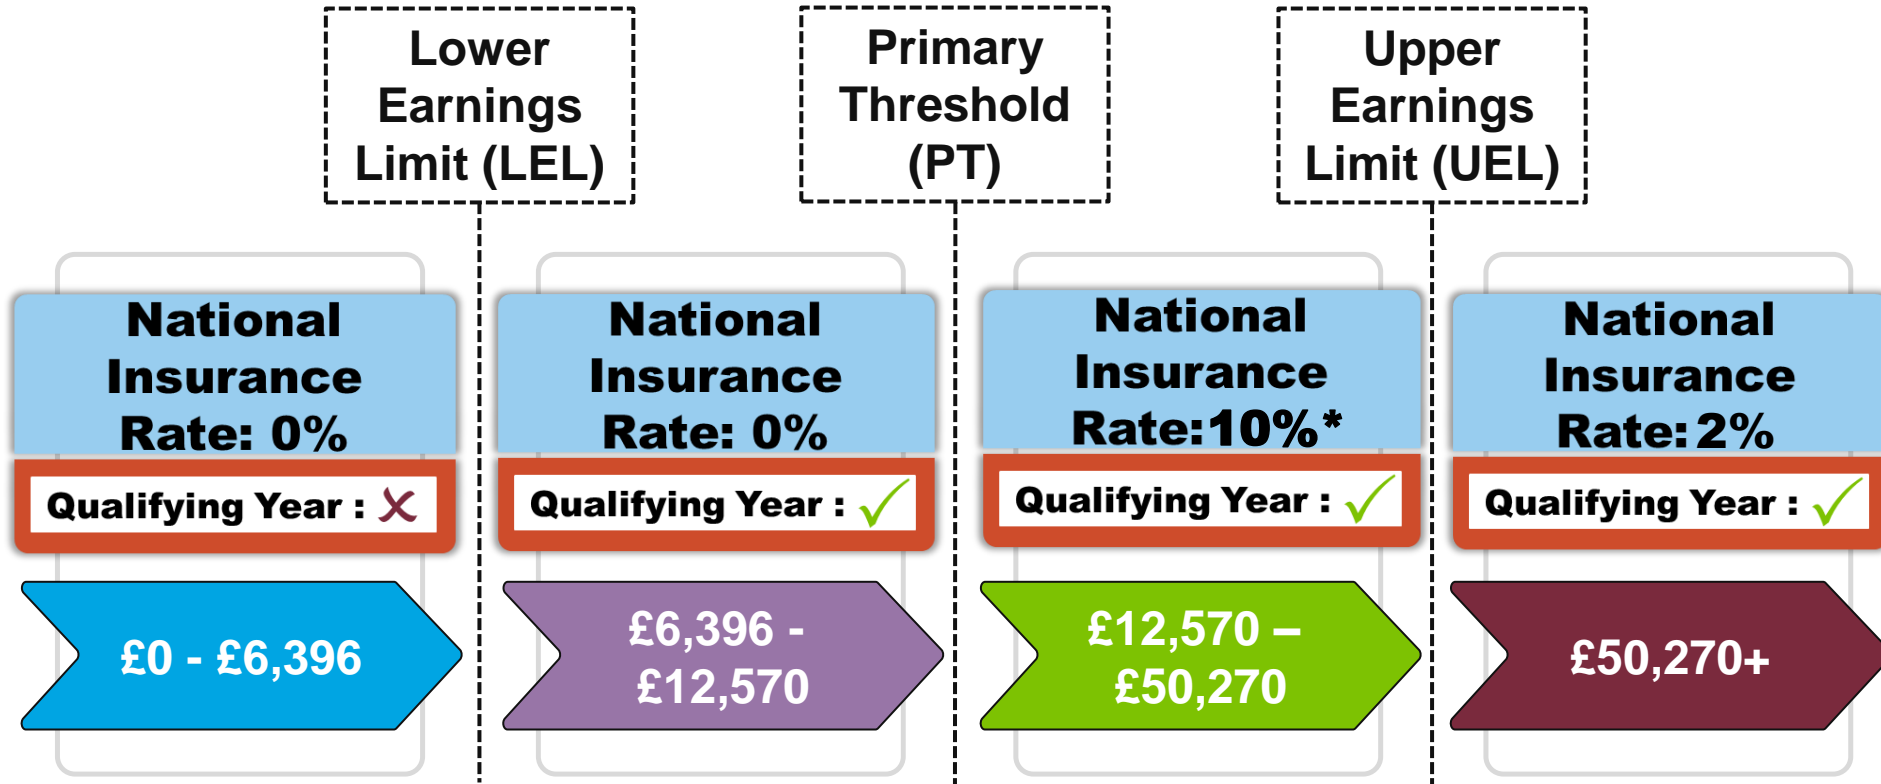 Lower
Earnings
Limit (LEL)
Primary
Threshold
(PT)
Upper
Earnings
Limit (UEL)
National
Insurance
Rate: 0%
Qualifying Year : ✗
£0 - £6,396
National
Insurance
Rate: 0%
Qualifying Year : ✓
£6,396 -
£12,570
National
Insurance
Rate:10%*
Qualifying Year : ✓
£12,570 –
£50,270
National
Insurance
Rate: 2%
Qualifying Year : ✓
£50,270+